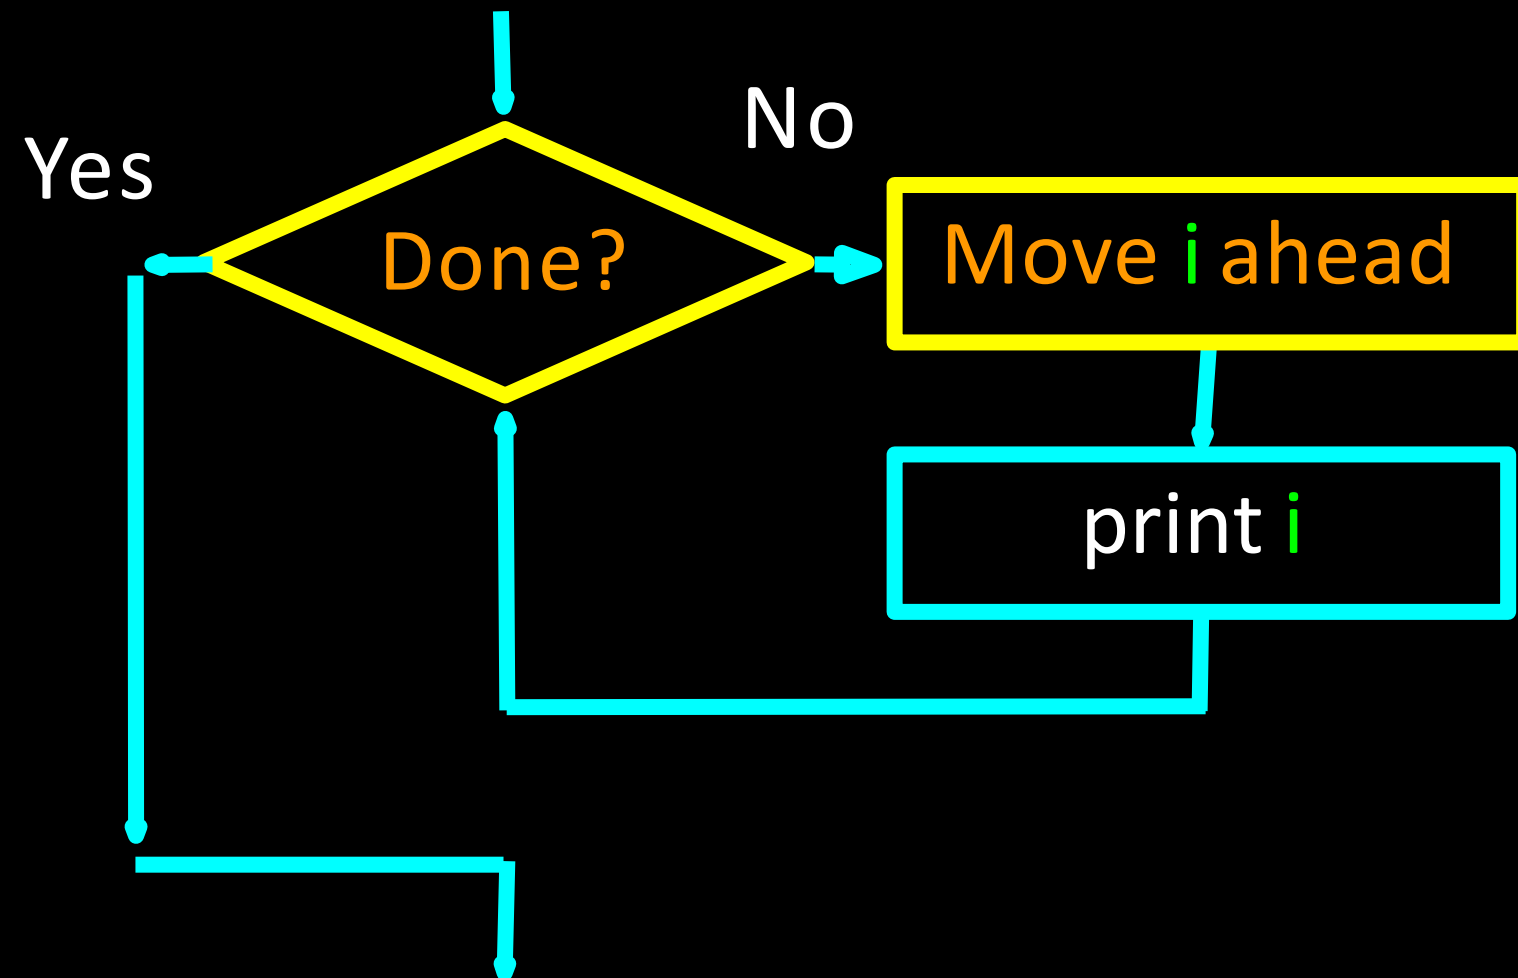 No
Yes
Done?
Move i ahead
print i